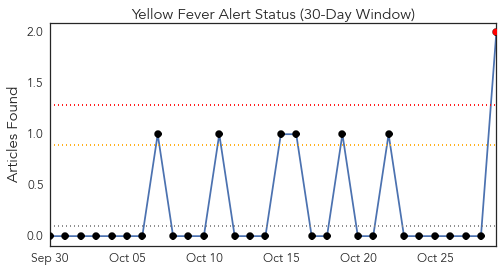 Yellow Fever Alert Status (30-Day Window)
Articles Found
2.0
1.5
1.0
0.5
0.0
Sep 30
Oct 05
Oct 10
Oct 15
Oct 20
Oct 25